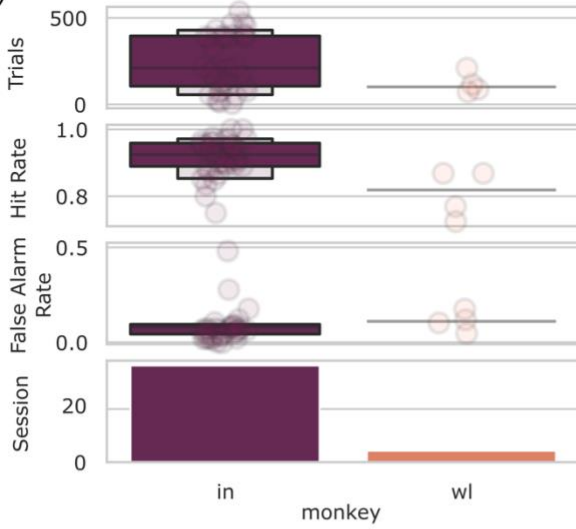 500
Trials
0
1.0
Hit Rate
0.8
0.5
False Alarm
Rate
0.0
Session
20
0
in wl
monkey